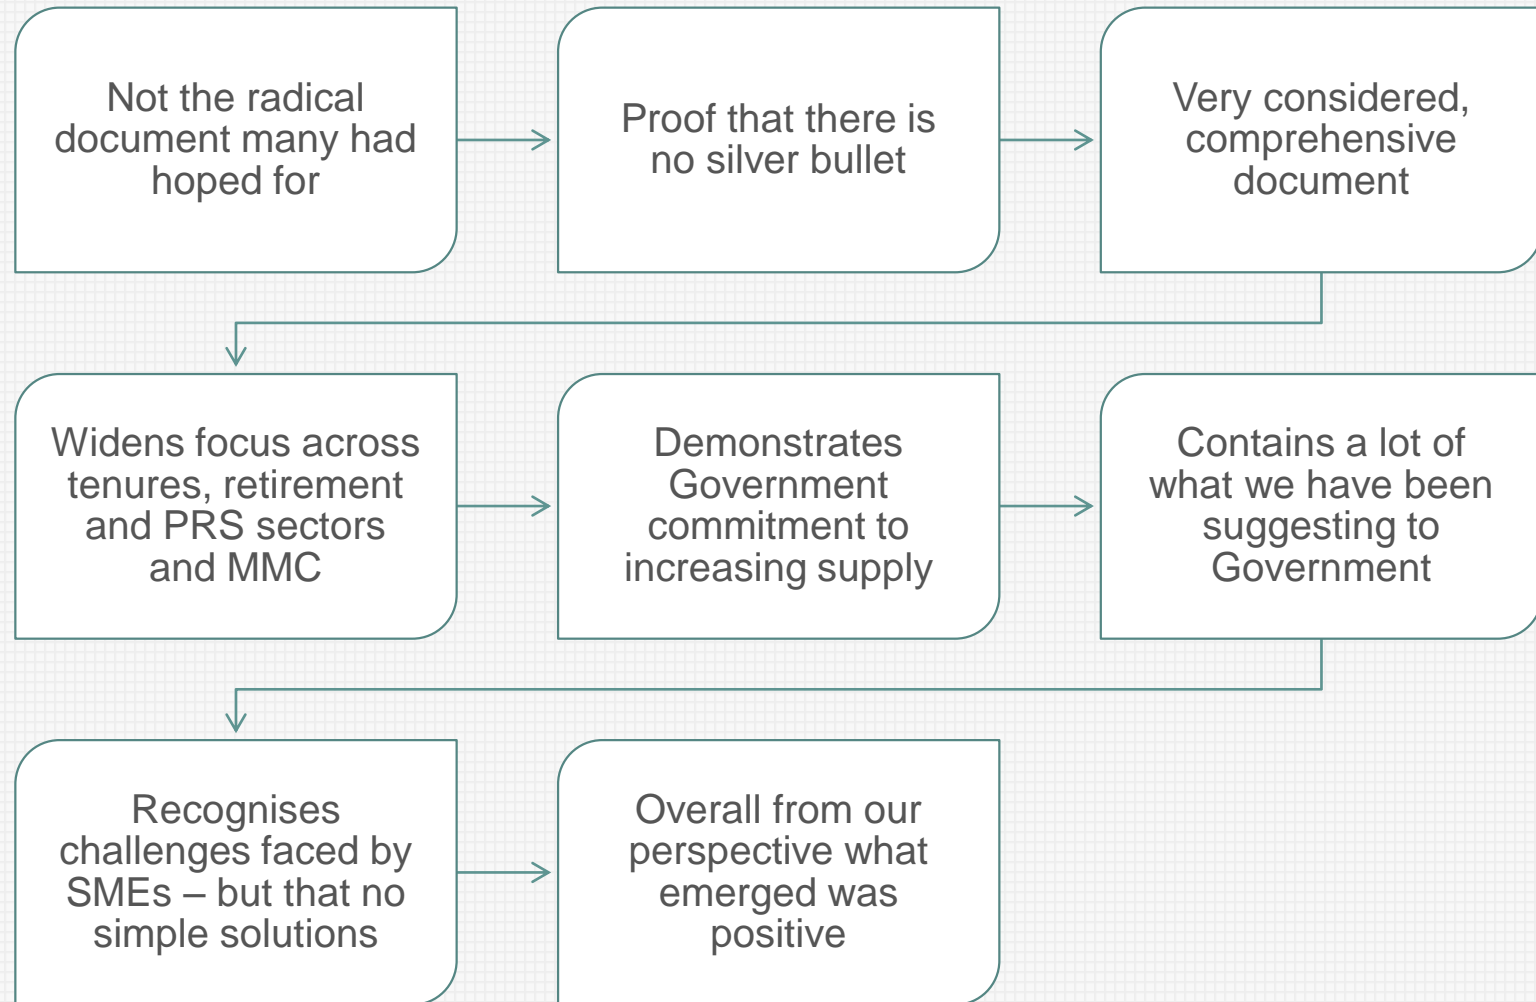 Not the radical
document many had
hoped for
Proof that there is
no silver bullet
Very considered,
comprehensive
document
Widens focus across
tenures, retirement
and PRS sectors
and MMC
Demonstrates
Government
commitment to
increasing supply
Contains a lot of
what we have been
suggesting to
Government
Recognises
challenges faced by
SMEs – but that no
simple solutions
Overall from our
perspective what
emerged was
positive